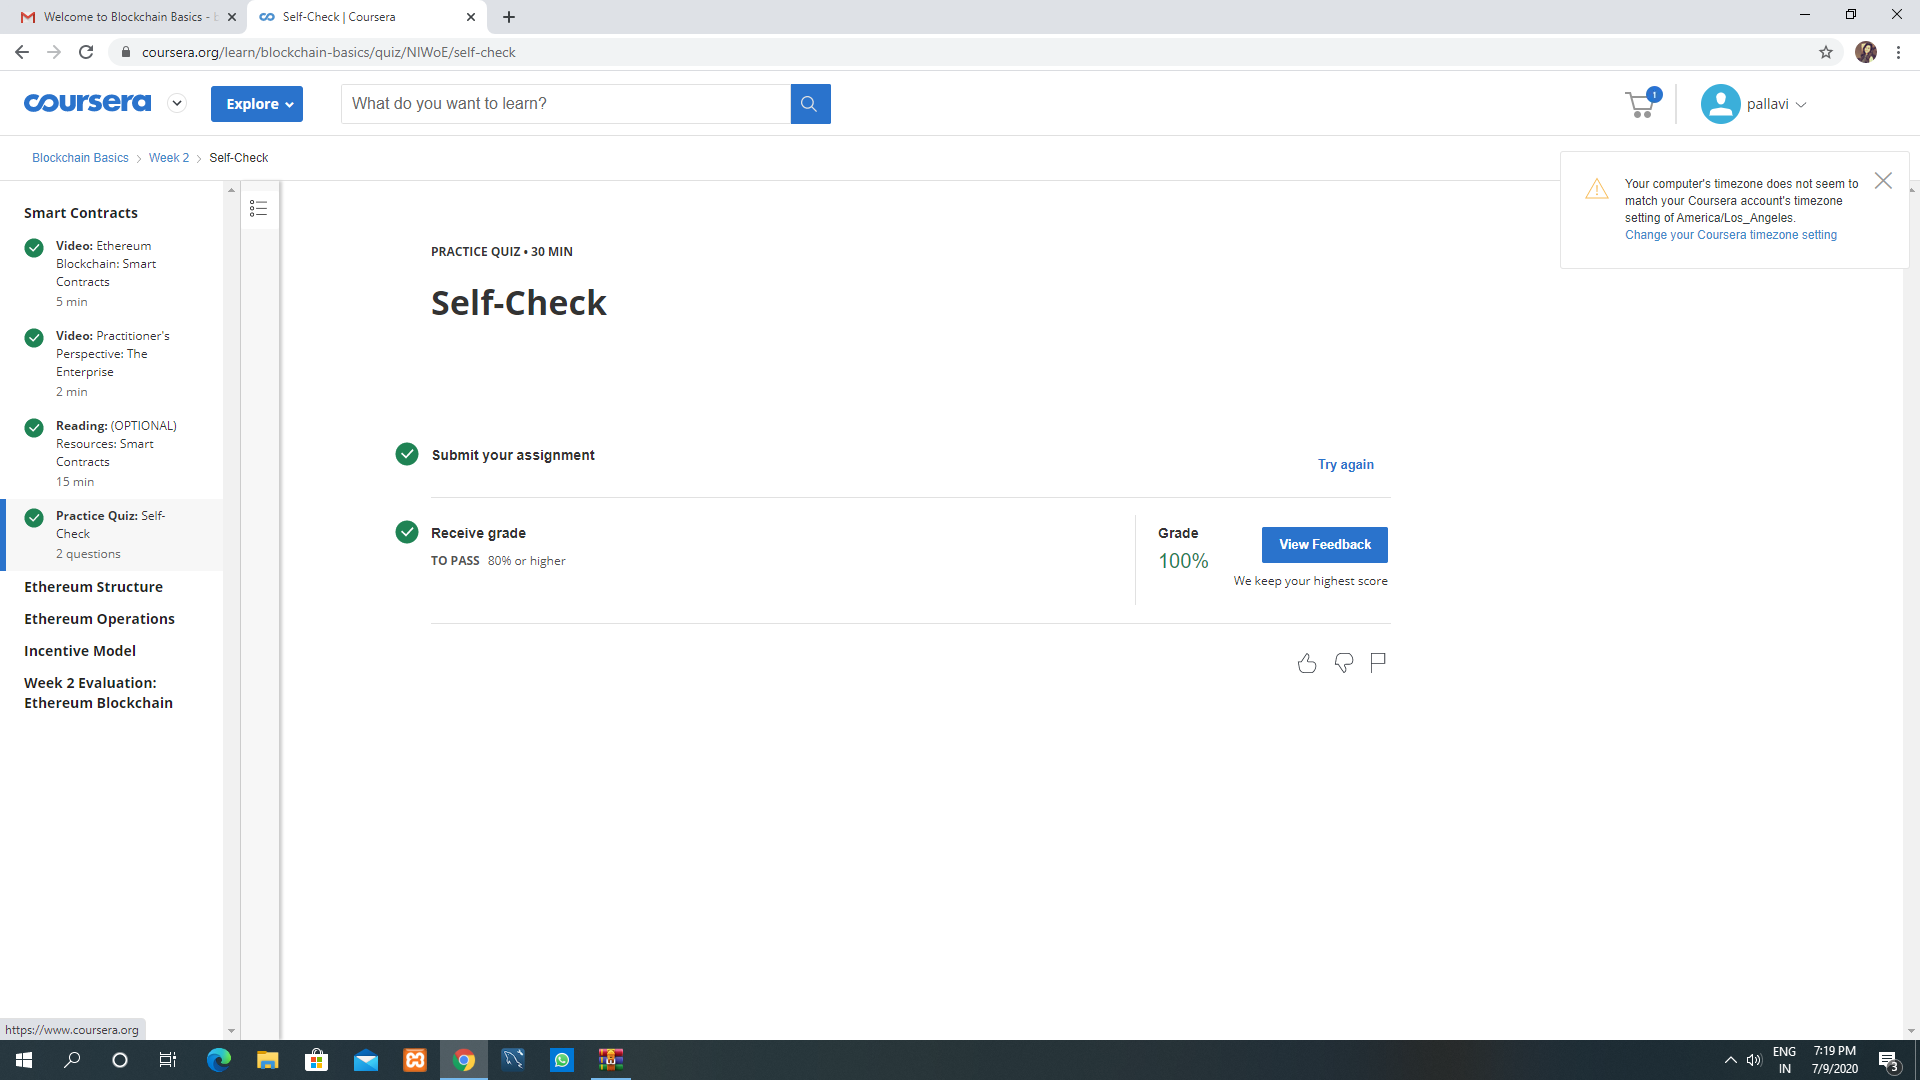 Welcome to Blockchain Basics -
Self-Check | Coursera
coursera.org/learn/blockchain-basics/quiz/NIWoE/self-check
coursera
Explore
What do you want to learn?
1
pallavi
Blockchain Basics > Week 2 > Self-Check
Your computer's timezone does not seem to
match your Coursera account's timezone
setting of America/Los_Angeles.
Change your Coursera timezone setting
Smart Contracts
Video: Ethereum
Blockchain: Smart
Contracts
5 min
Video: Practitioner's
Perspective: The
Enterprise
2 min
Reading: (OPTIONAL)
Resources: Smart
Contracts
15 min
Practice Quiz: Self-
Check
2 questions
Ethereum Structure
Ethereum Operations
Incentive Model
Week 2 Evaluation:
Ethereum Blockchain
PRACTICE QUIZ • 30 MIN
Self-Check
Submit your assignment
Try again
Receive grade
TO PASS 80% or higher
Grade
100%
View Feedback
We keep your highest score
https://www.coursera.org
ENG
IN
7:19 PM
7/9/2020
3